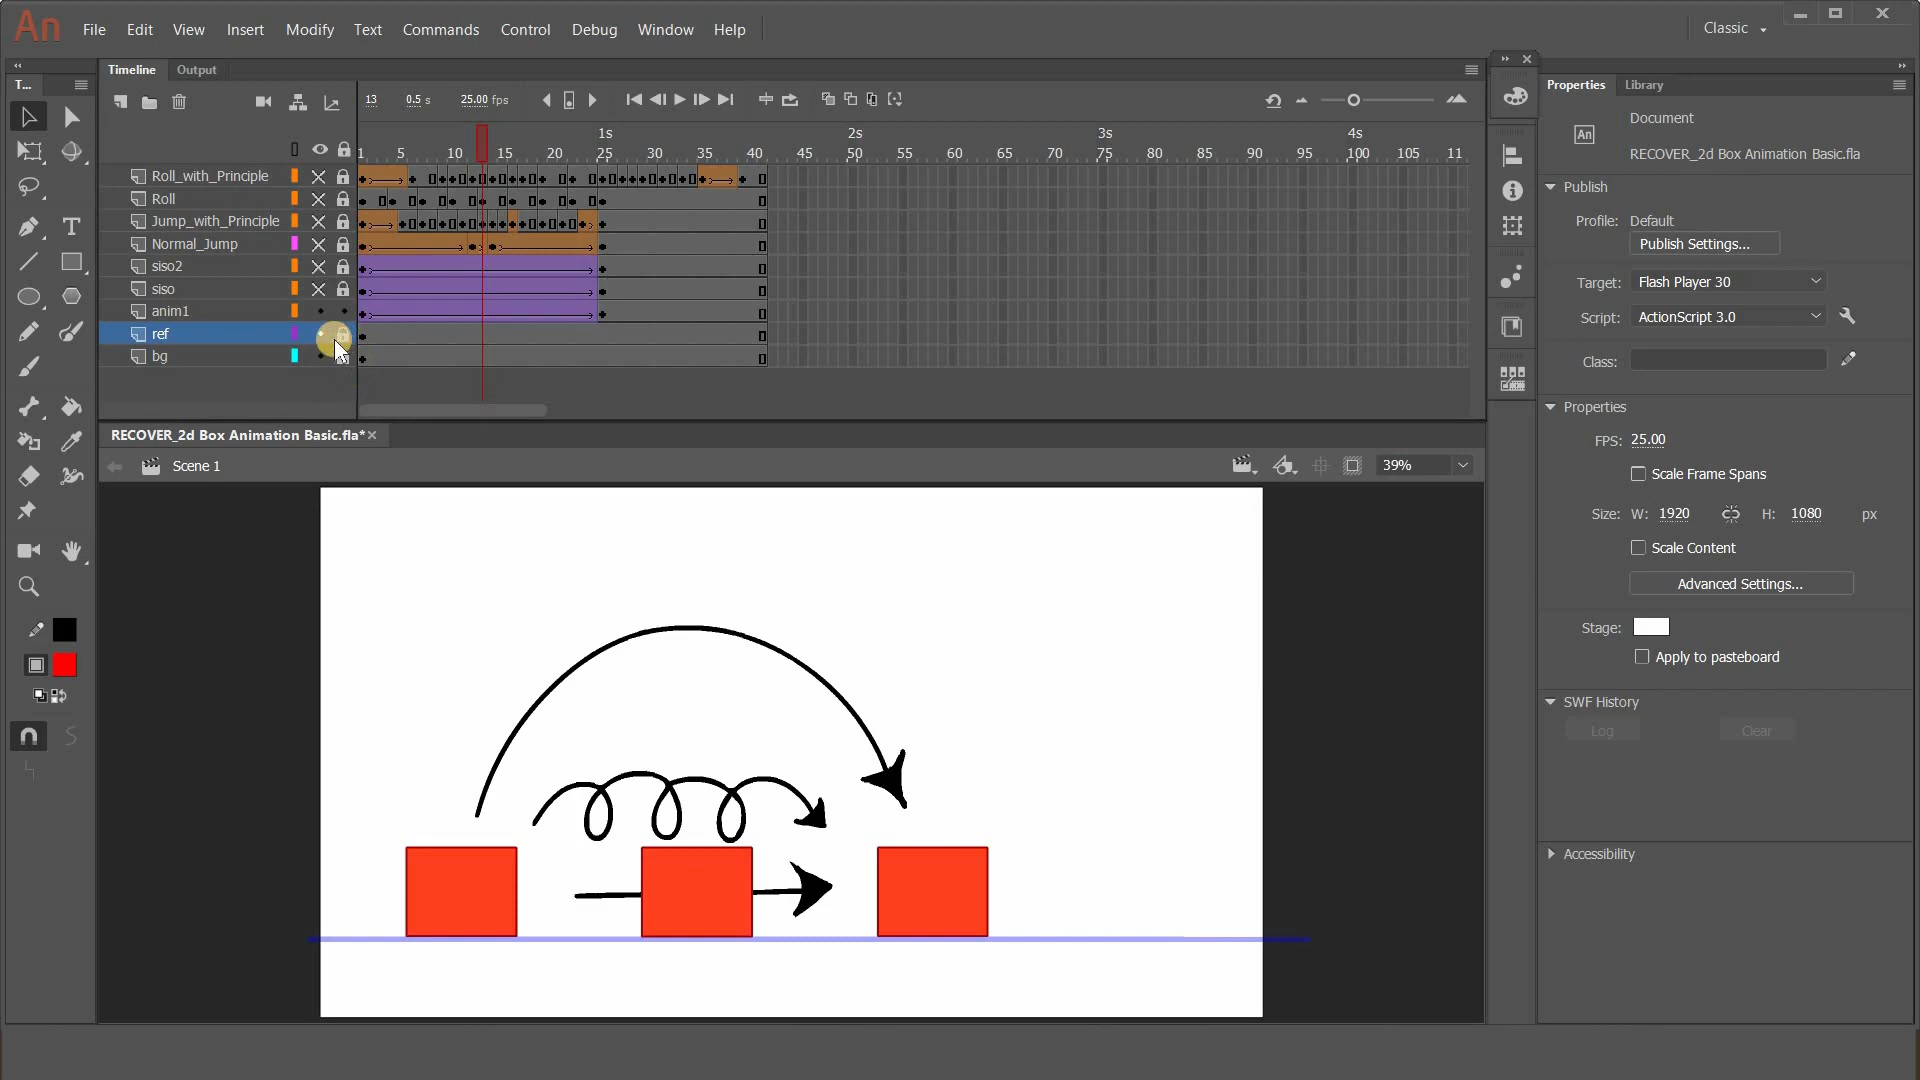 An File Edit View Insert Modify Text Commands Control Debug Window Help Classic
Timeline Output
T...
13 0.5 s 25.00 fps
1s 2s 3s 4s
1 5 10 15 20 25 30 35 40 45 50 55 60 65 70 75 80 85 90 95 100 105 11
Roll_with_Principle
Roll
Jump_with_Principle
Normal_Jump
siso2
siso
anim1
ref
bg
RECOVER_2d Box Animation Basic.fla*
Scene 1
39%
Properties Library
Document
An
RECOVER_2d Box Animation Basic.fla
Publish
Profile: Default
Publish Settings...
Target: Flash Player 30
Script: ActionScript 3.0
Class:
Properties
FPS: 25.00
Scale Frame Spans
Size: W: 1920 H: 1080 px
Scale Content
Advanced Settings...
Stage:
Apply to pasteboard
SWF History
Log Clear
Accessibility